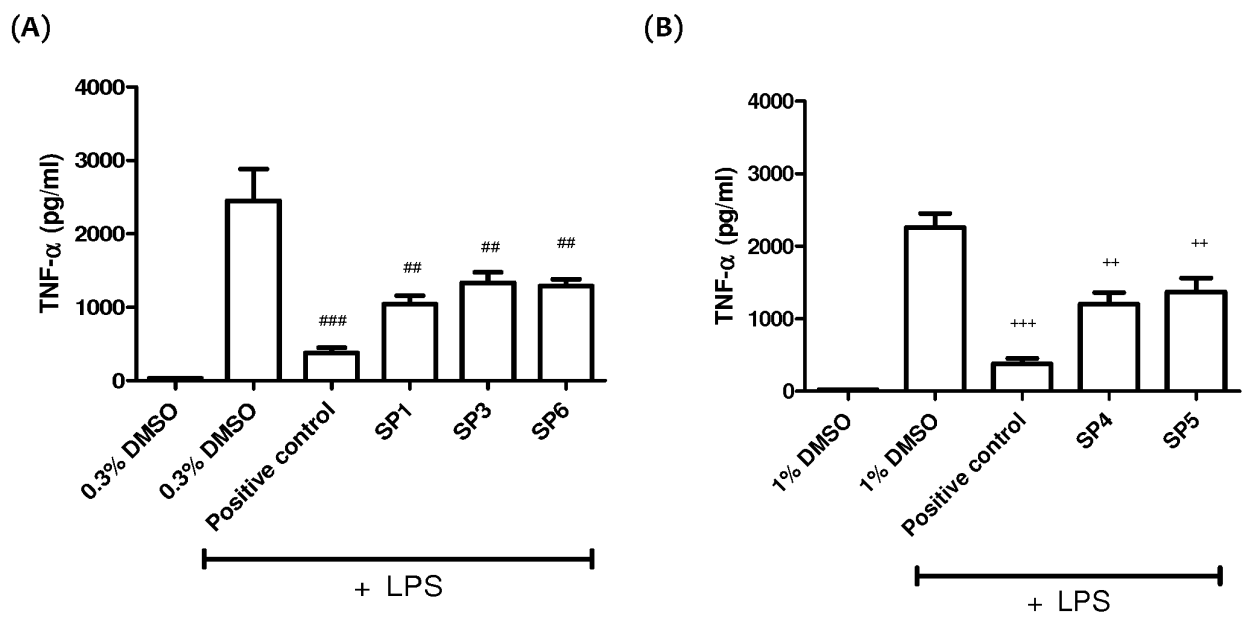 (A)
TNF-α (pg/ml)
4000
3000
2000
1000
0
###
##
##
##
0.3% DMSO
0.3% DMSO
Positive control
SP1
SP3
SP6
+ LPS
(B)
TNF-α (pg/ml)
4000
3000
2000
1000
0
+++
++
++
1% DMSO
1% DMSO
Positive control
SP4
SP5
+ LPS